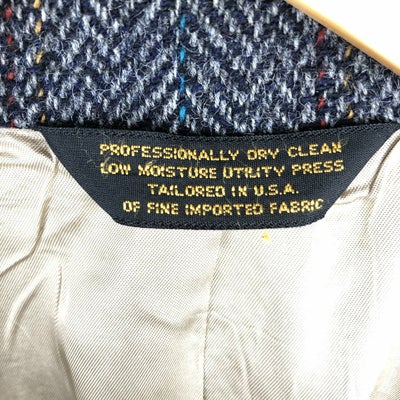 PROFESSIONALLY DRY CLEAN
LOW MOISTURE UTILITY PRESS
TAILORED IN U.S.A.
OF FINE IMPORTED FABRIC